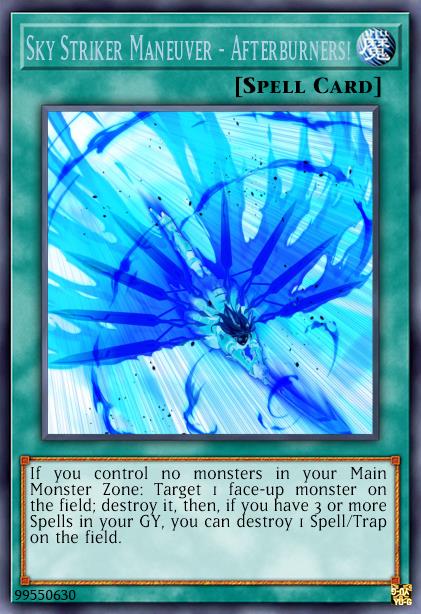 Sky Striker Maneuver - Afterburners!
魔
[Spell Card]
If you control no monsters in your Main
Monster Zone: Target 1 face-up monster on
the field; destroy it, then, if you have 3 or more
Spells in your GY, you can destroy 1 Spell/Trap
on the field.
99550630